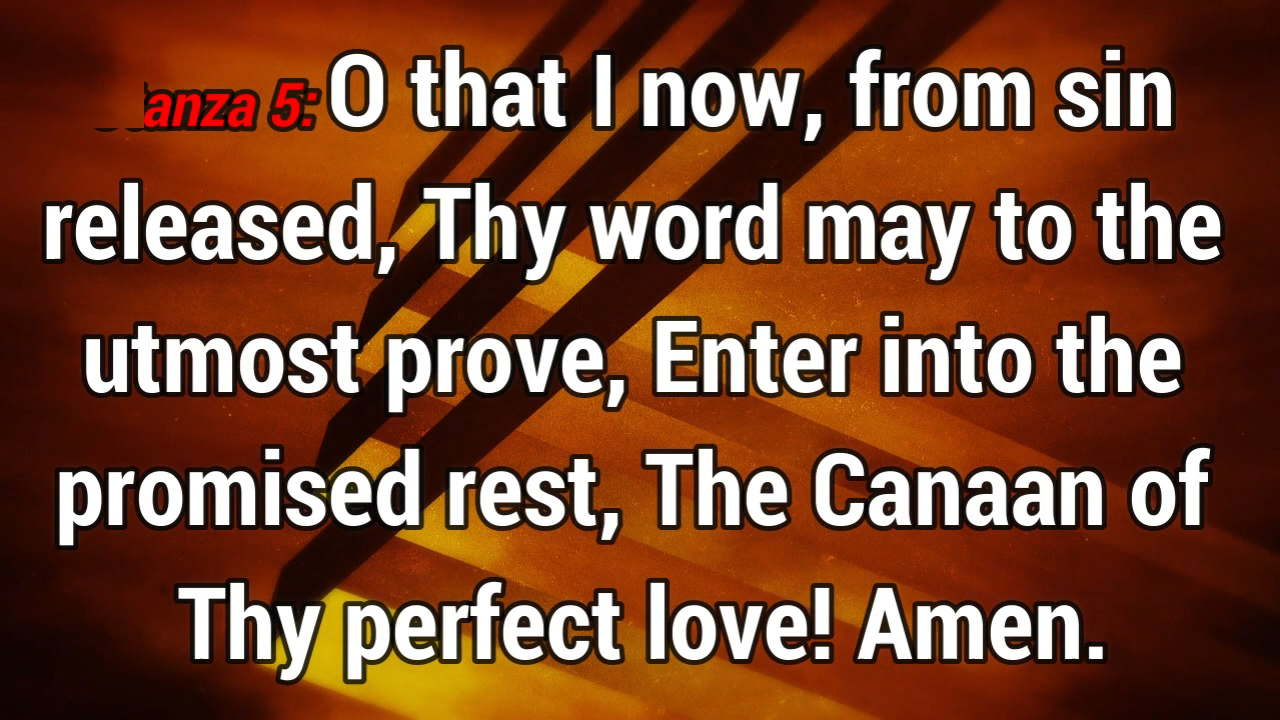 anza 5: O that I now, from sin
released, Thy word may to the
utmost prove, Enter into the
promised rest, The Canaan of
Thy perfect love! Amen.